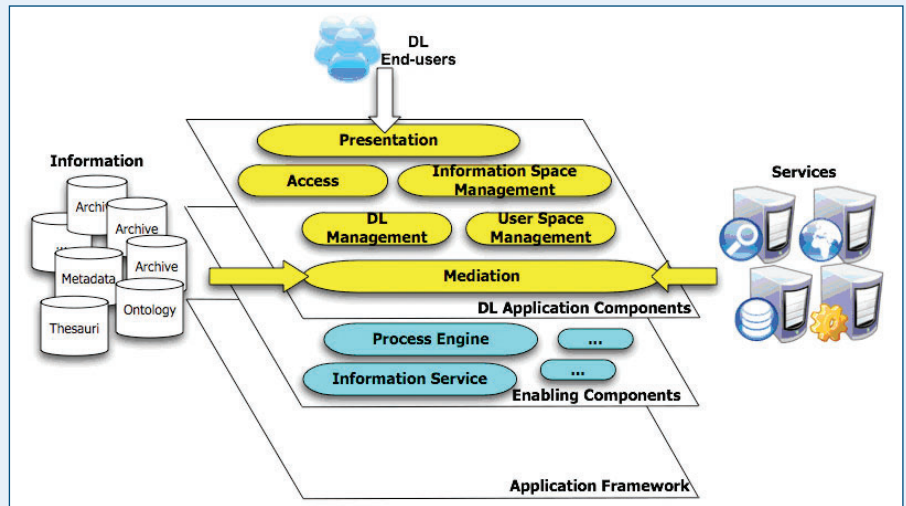 DL
End-users
Information
Archiv
Archive
...
Archive
Metadata
Ontology
Thesauri
Presentation
Access
Information Space
Management
DL
Management
User Space
Management
Mediation
DL Application Components
Services
Process Engine
...
Information Service
...
Enabling Components
Application Framework